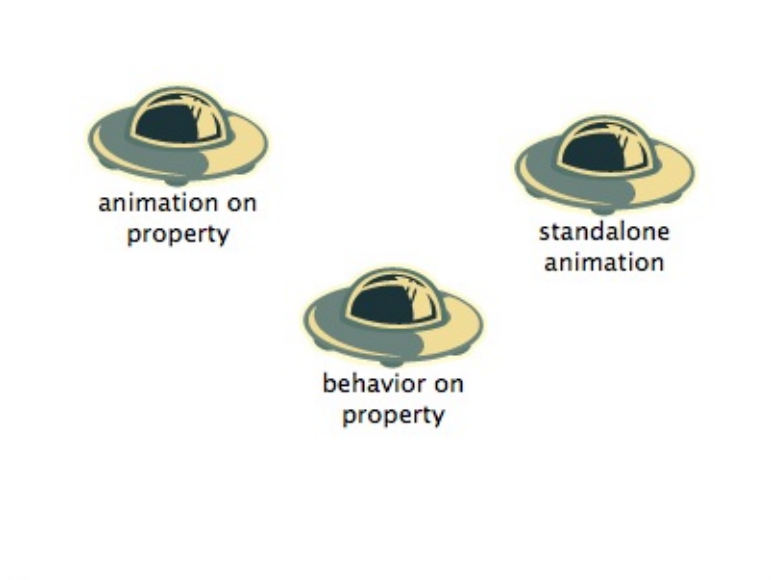 animation on
property
standalone
animation
behavior on
property